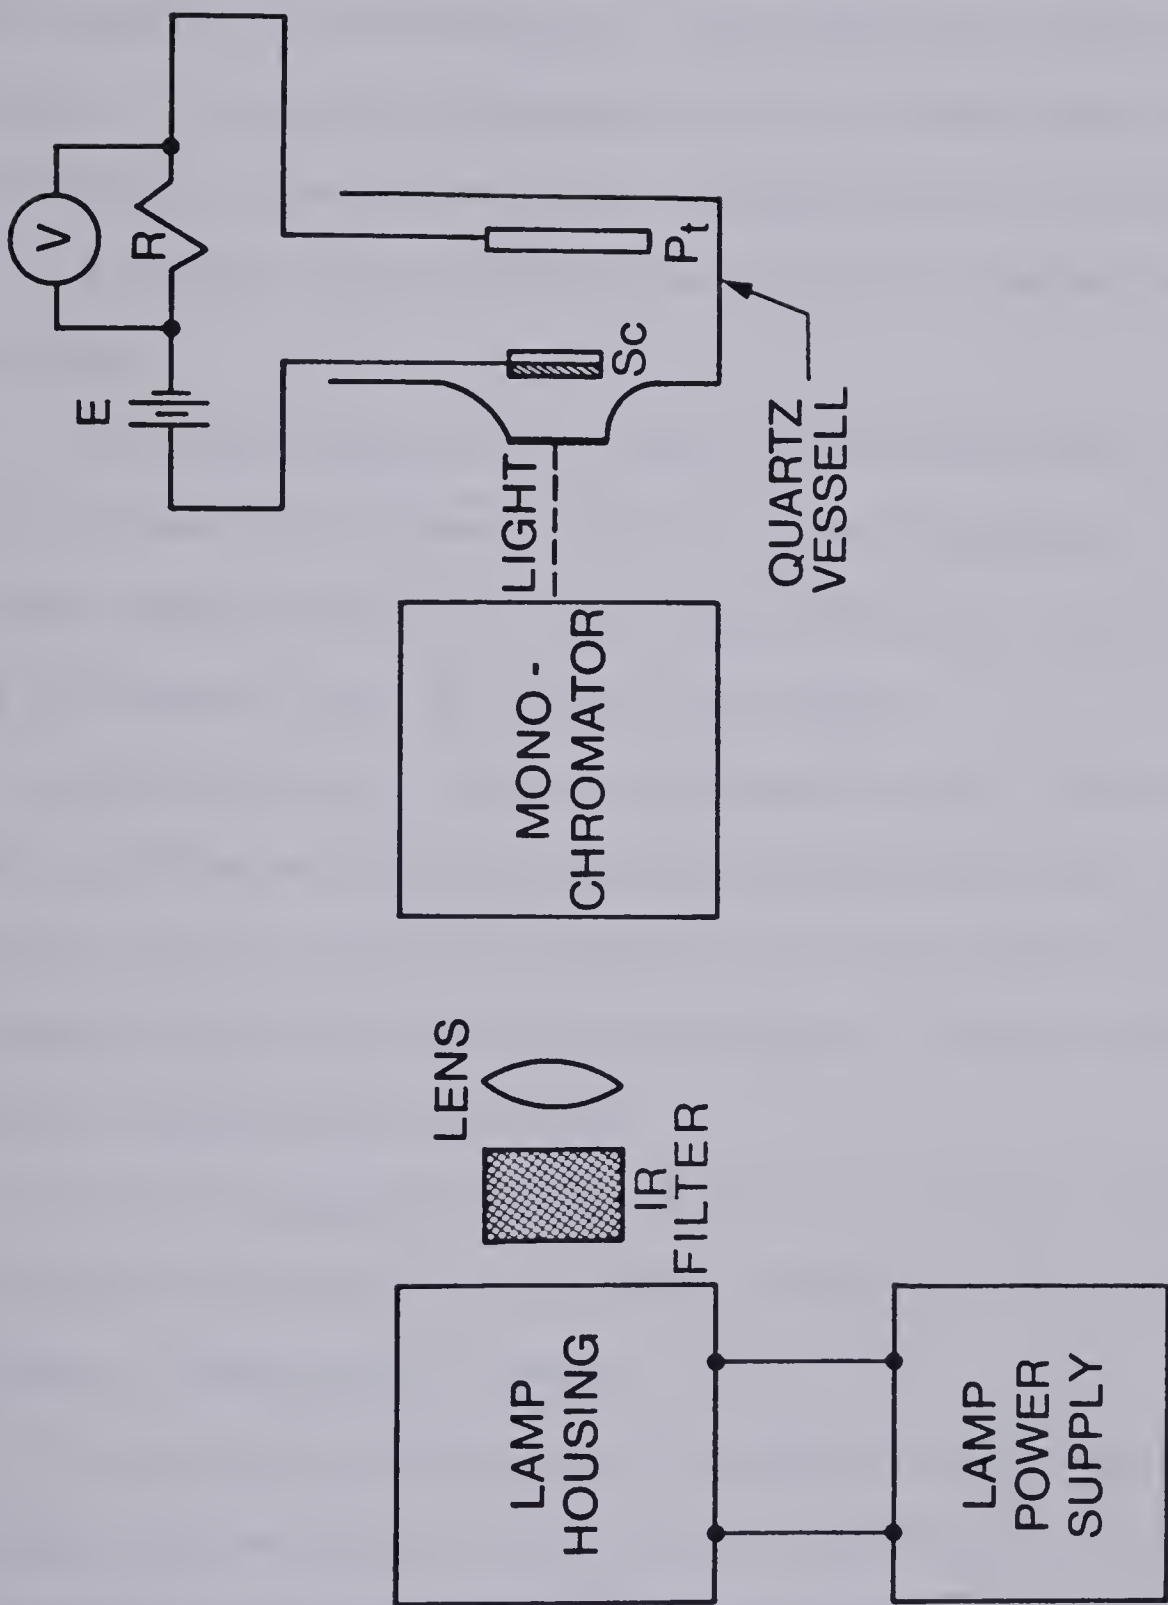 LAMP
HOUSING
LAMP
POWER
SUPPLY
IR
FILTER
LENS
MONO -
CHROMATOR
LIGHT
QUARTZ
VESSELL
E
V
R
Sc
Pt